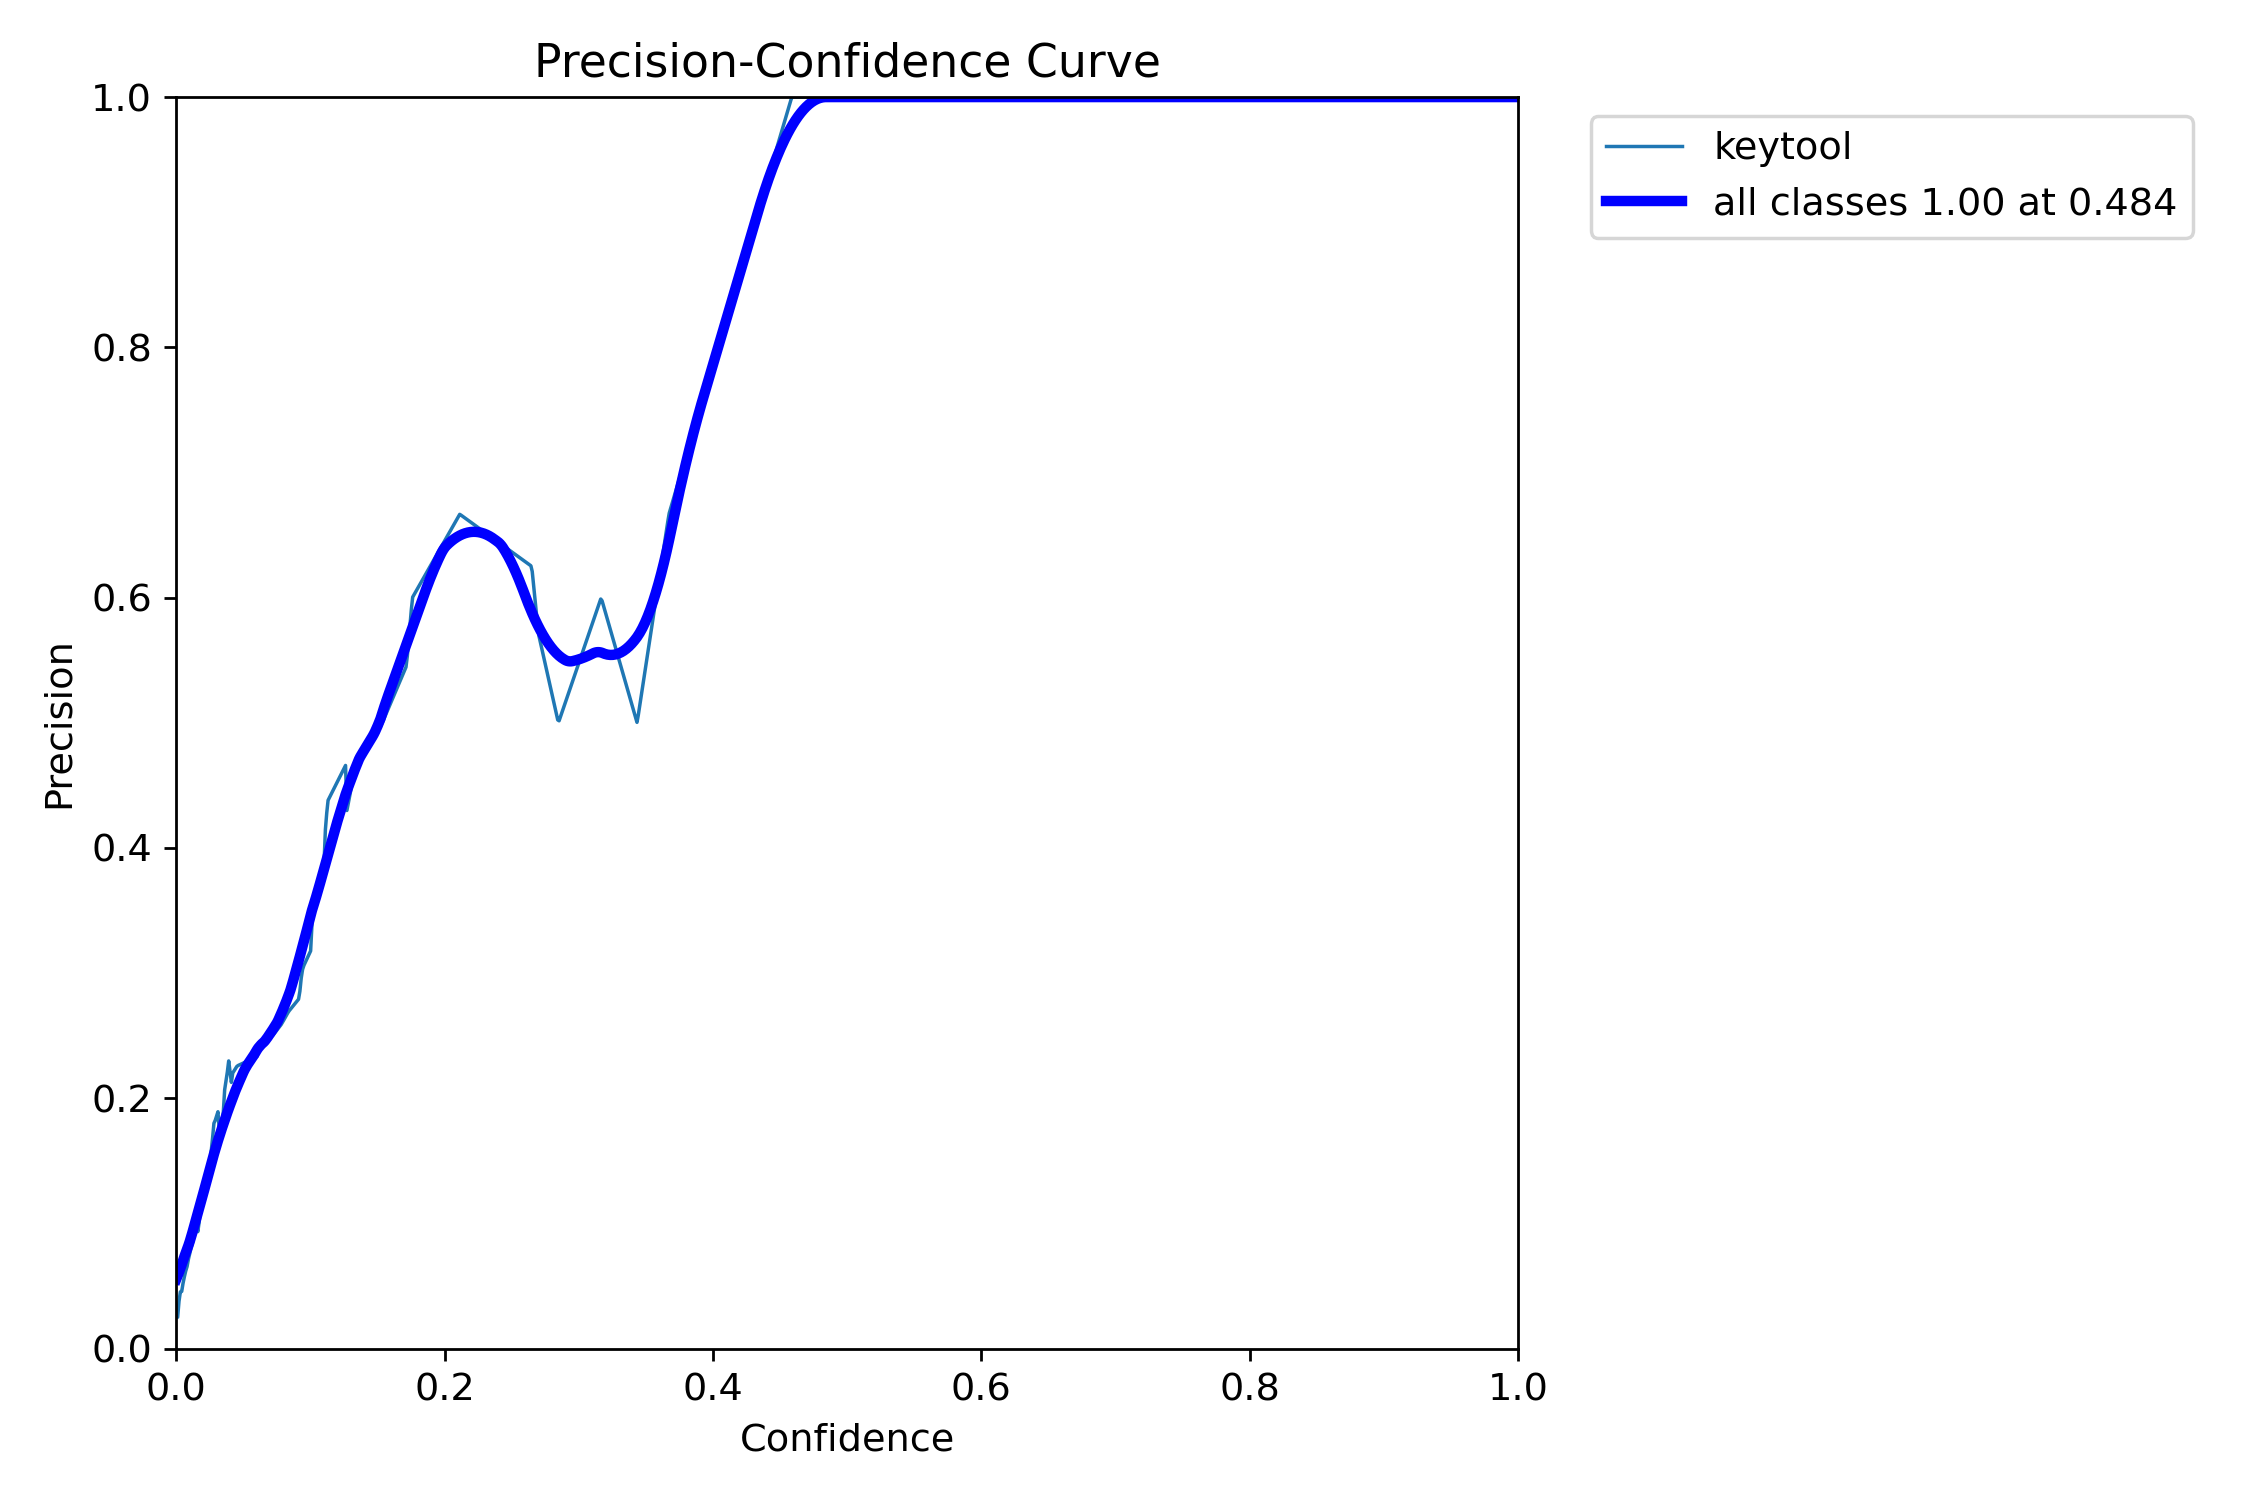 Precision-Confidence Curve
keytool
all classes 1.00 at 0.484
1.0
0.8
0.6
0.4
0.2
0.0
Precision
0.0 0.2 0.4 0.6 0.8 1.0
Confidence